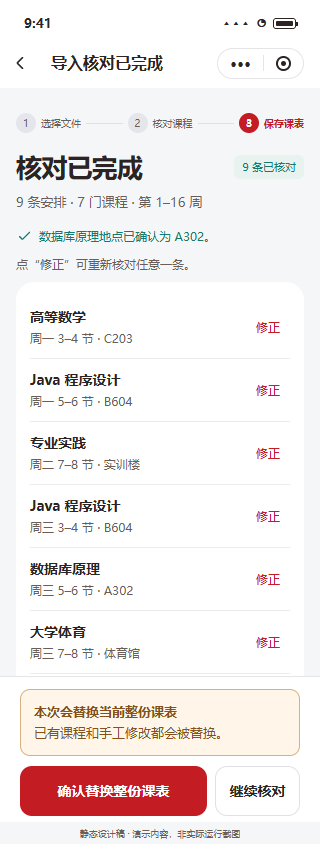 9:41
导入核对已完成
1 选择文件 2 核对课程 3 保存课表
核对已完成
9 条已核对
9 条安排 · 7 门课程 · 第 1–16 周
数据库原理地点已确认为 A302。
点“修正”可重新核对任意一条。
高等数学
周一 3–4 节 · C203
修正
Java 程序设计
周一 5–6 节 · B604
修正
专业实践
周二 7–8 节 · 实训楼
修正
Java 程序设计
周三 3–4 节 · B604
修正
数据库原理
周三 5–6 节 · A302
修正
大学体育
周三 7–8 节 · 体育馆
修正
本次会替换当前整份课表
已有课程和手工修改都会被替换。
确认替换整份课表
继续核对
静态设计稿 · 演示内容，非实际运行截图